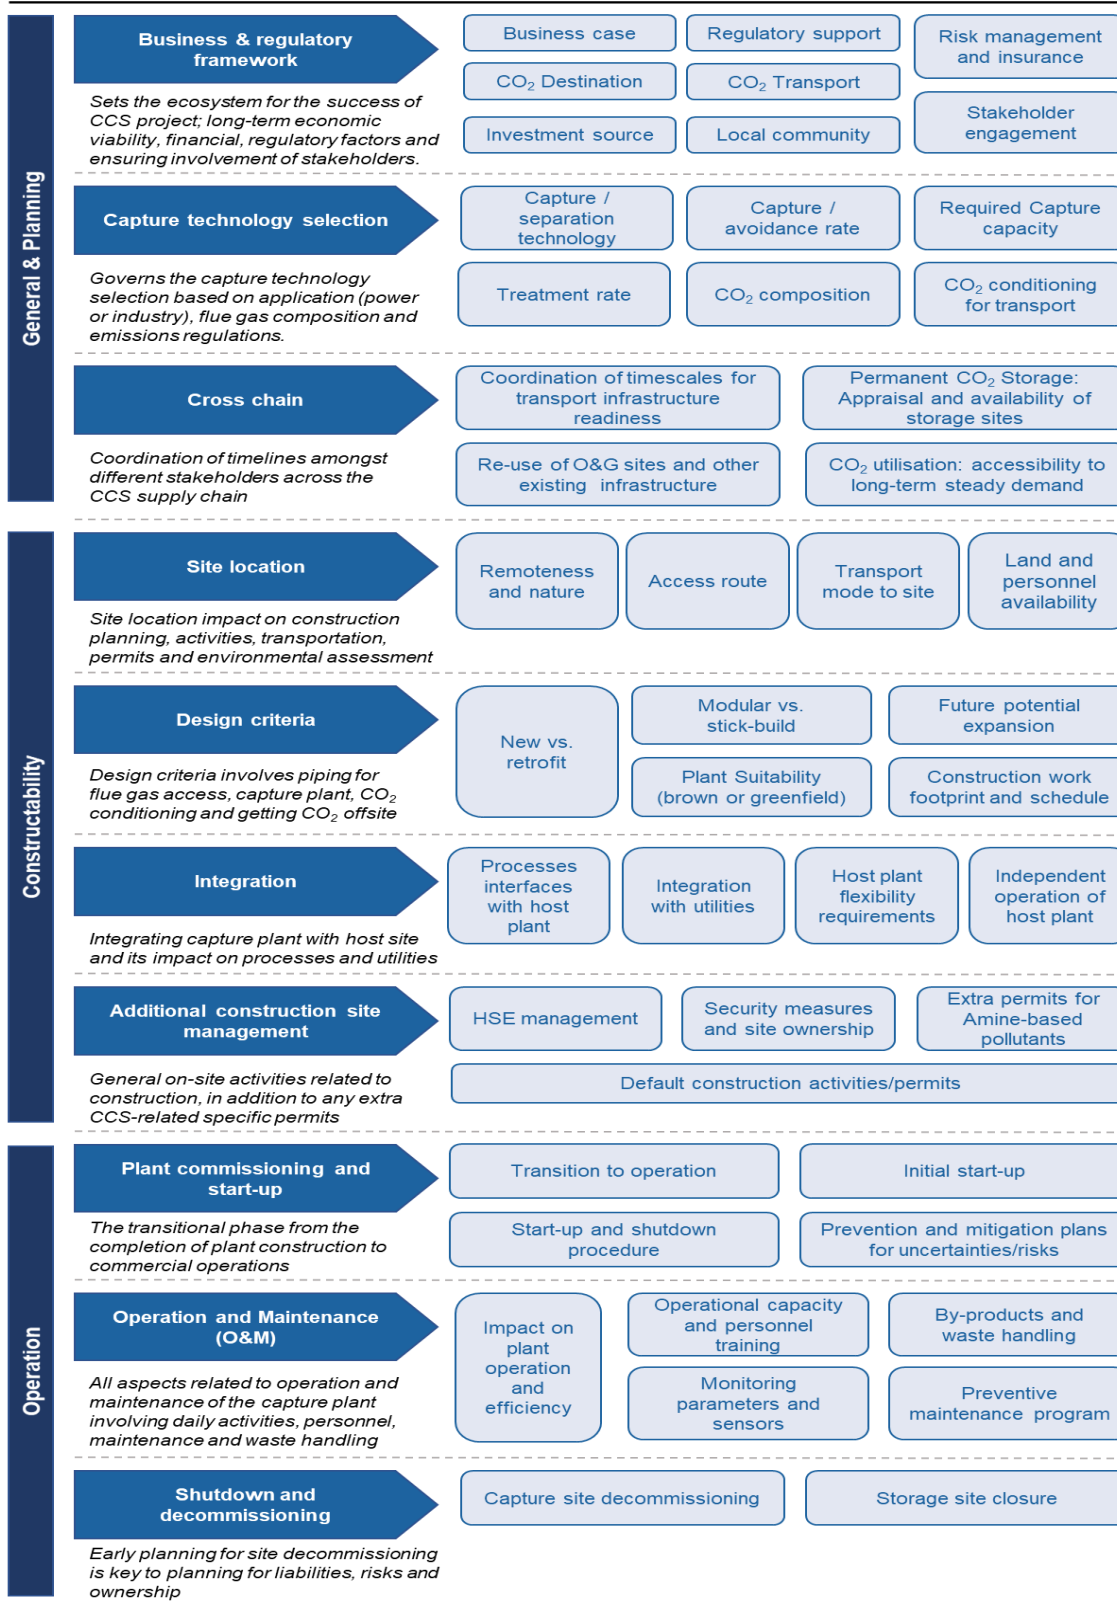 General & Planning
Business & regulatory
framework
Sets the ecosystem for the success of
CCS project; long-term economic
viability, financial, regulatory factors and
ensuring involvement of stakeholders.
Business case
Regulatory support
Risk management
and insurance
CO₂ Destination
CO₂ Transport
Stakeholder
engagement
Investment source
Local community
Capture technology selection
Governs the capture technology
selection based on application (power
or industry), flue gas composition and
emissions regulations.
Capture /
separation
technology
Capture /
avoidance rate
Required Capture
capacity
Treatment rate
CO₂ composition
CO₂ conditioning
for transport
Cross chain
Coordination of timelines amongst
different stakeholders across the
CCS supply chain
Coordination of timescales for
transport infrastructure
readiness
Permanent CO₂ Storage:
Appraisal and availability of
storage sites
Re-use of O&G sites and other
existing infrastructure
CO₂ utilisation: accessibility to
long-term steady demand
Constructability
Site location
Site location impact on construction
planning, activities, transportation,
permits and environmental assessment
Remoteness
and nature
Access route
Transport
mode to site
Land and
personnel
availability
Design criteria
Design criteria involves piping for
flue gas access, capture plant, CO₂
conditioning and getting CO₂ offsite
New vs.
retrofit
Modular vs.
stick-build
Future potential
expansion
Plant Suitability
(brown or greenfield)
Construction work
footprint and schedule
Integration
Integrating capture plant with host site
and its impact on processes and utilities
Processes
interfaces
with host
plant
Integration
with utilities
Host plant
flexibility
requirements
Independent
operation of
host plant
Additional construction site
management
General on-site activities related to
construction, in addition to any extra
CCS-related specific permits
HSE management
Security measures
and site ownership
Extra permits for
Amine-based
pollutants
Default construction activities/permits
Operation
Plant commissioning and
start-up
The transitional phase from the
completion of plant construction to
commercial operations
Transition to operation
Initial start-up
Start-up and shutdown
procedure
Prevention and mitigation plans
for uncertainties/risks
Operation and Maintenance
(O&M)
All aspects related to operation and
maintenance of the capture plant
involving daily activities, personnel,
maintenance and waste handling
Impact on
plant
operation
and
efficiency
Operational capacity
and personnel
training
By-products and
waste handling
Monitoring
parameters and
sensors
Preventive
maintenance program
Shutdown and
decommissioning
Early planning for site decommissioning
is key to planning for liabilities, risks and
ownership
Capture site decommissioning
Storage site closure